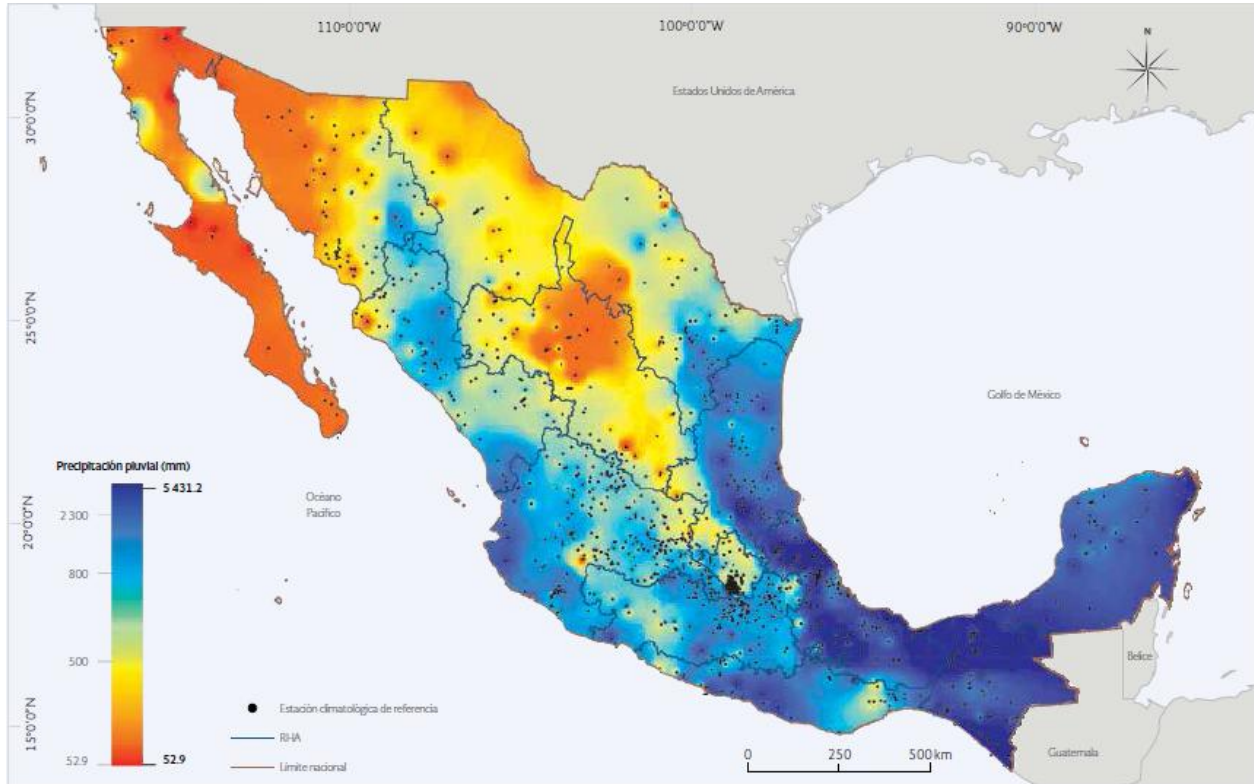 110°0'0"W
100°0'0"W
90°0'0"W
N
Estados Unidos de América
30°0'0"N
25°0'0"N
20°0'0"N
15°0'0"N
Golfo de México
Océano
Pacífico
Belice
Guatemala
Precipitación pluvial (mm)
5 431.2
2 300
800
500
52.9
52.9
Estación climatológica de referencia
RHA
Límite nacional
0 250 500 km